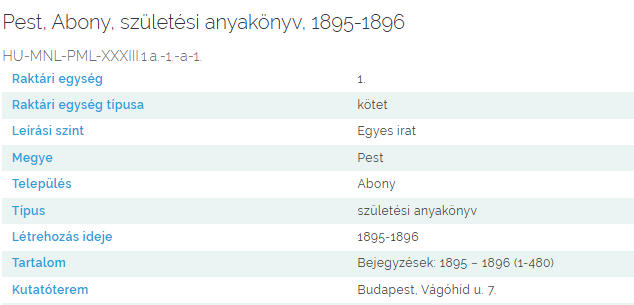 Pest, Abony, születési anyakönyv, 1895-1896
HU-MNL-PML-XXXIII.1.a.-1.-a-1.
Raktári egység 1.
Raktári egység típusa kötet
Leírási szint Egyes irat
Megye Pest
Település Abony
Típus születési anyakönyv
Létrehozás ideje 1895-1896
Tartalom Bejegyzések: 1895 – 1896 (1-480)
Kutatóterem Budapest, Vágóhíd u. 7.